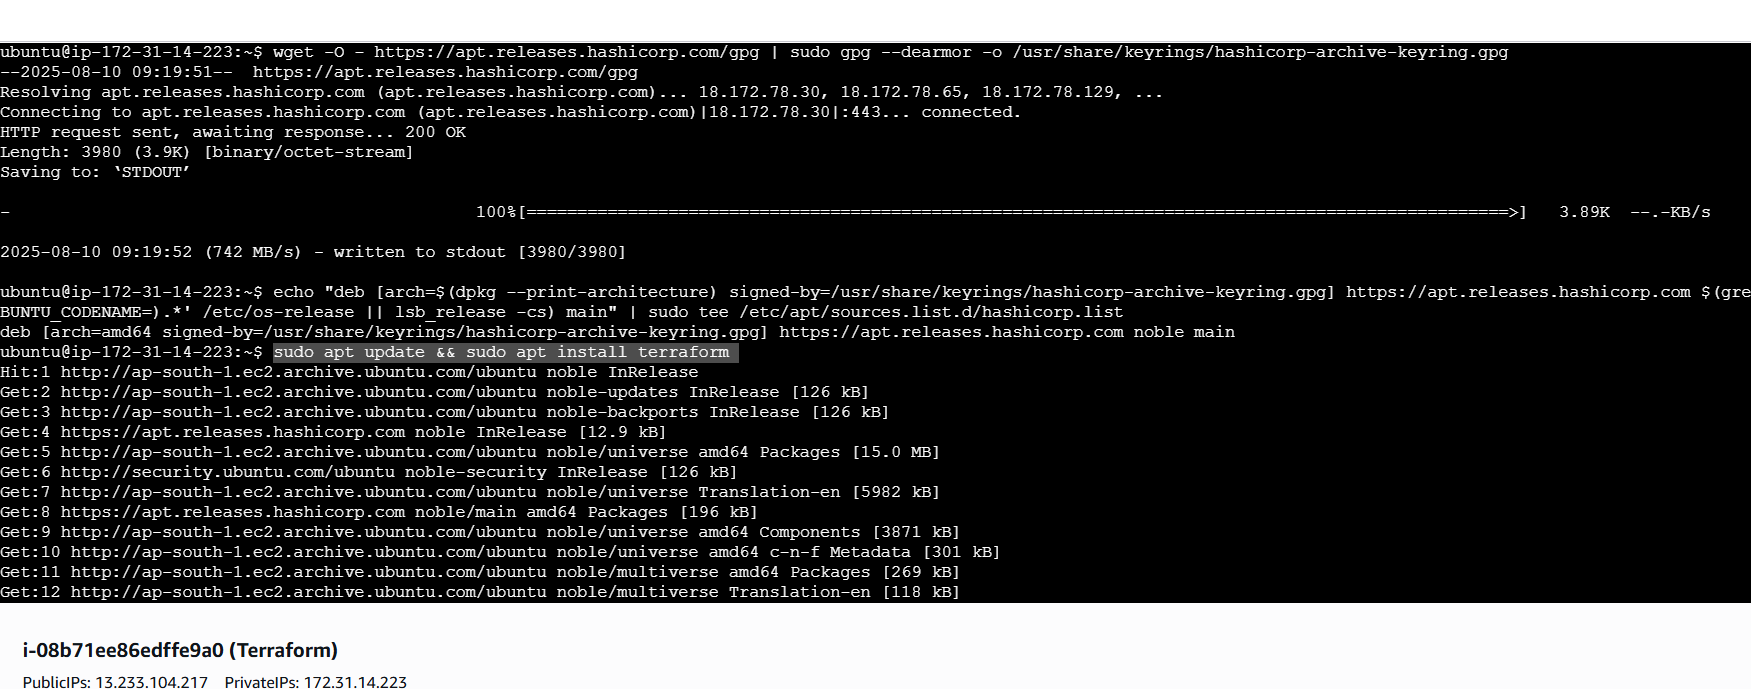 ubuntu@ip-172-31-14-223:~$ wget -O - https://apt.releases.hashicorp.com/gpg | sudo gpg --dearmor -o /usr/share/keyrings/hashicorp-archive-keyring.gpg
--2025-08-10 09:19:51--  https://apt.releases.hashicorp.com/gpg
Resolving apt.releases.hashicorp.com (apt.releases.hashicorp.com)... 18.172.78.30, 18.172.78.65, 18.172.78.129, ...
Connecting to apt.releases.hashicorp.com (apt.releases.hashicorp.com)|18.172.78.30|:443... connected.
HTTP request sent, awaiting response... 200 OK
Length: 3980 (3.9K) [binary/octet-stream]
Saving to: ‘STDOUT’
- 100%[=================================================================================================>] 3.89K --.-KB/s
2025-08-10 09:19:52 (742 MB/s) - written to stdout [3980/3980]
ubuntu@ip-172-31-14-223:~$ echo "deb [arch=$(dpkg --print-architecture) signed-by=/usr/share/keyrings/hashicorp-archive-keyring.gpg] https://apt.releases.hashicorp.com $(gre
BUNTU_CODENAME=).*' /etc/os-release || lsb_release -cs) main" | sudo tee /etc/apt/sources.list.d/hashicorp.list
deb [arch=amd64 signed-by=/usr/share/keyrings/hashicorp-archive-keyring.gpg] https://apt.releases.hashicorp.com noble main
ubuntu@ip-172-31-14-223:~$ sudo apt update && sudo apt install terraform
Hit:1 http://ap-south-1.ec2.archive.ubuntu.com/ubuntu noble InRelease
Get:2 http://ap-south-1.ec2.archive.ubuntu.com/ubuntu noble-updates InRelease [126 kB]
Get:3 http://ap-south-1.ec2.archive.ubuntu.com/ubuntu noble-backports InRelease [126 kB]
Get:4 https://apt.releases.hashicorp.com noble InRelease [12.9 kB]
Get:5 http://ap-south-1.ec2.archive.ubuntu.com/ubuntu noble/universe amd64 Packages [15.0 MB]
Get:6 http://security.ubuntu.com/ubuntu noble-security InRelease [126 kB]
Get:7 http://ap-south-1.ec2.archive.ubuntu.com/ubuntu noble/universe Translation-en [5982 kB]
Get:8 https://apt.releases.hashicorp.com noble/main amd64 Packages [196 kB]
Get:9 http://ap-south-1.ec2.archive.ubuntu.com/ubuntu noble/universe amd64 Components [3871 kB]
Get:10 http://ap-south-1.ec2.archive.ubuntu.com/ubuntu noble/universe amd64 c-n-f Metadata [301 kB]
Get:11 http://ap-south-1.ec2.archive.ubuntu.com/ubuntu noble/multiverse amd64 Packages [269 kB]
Get:12 http://ap-south-1.ec2.archive.ubuntu.com/ubuntu noble/multiverse Translation-en [118 kB]
i-08b71ee86edffe9a0 (Terraform)
PublicIPs: 13.233.104.217 PrivateIPs: 172.31.14.223